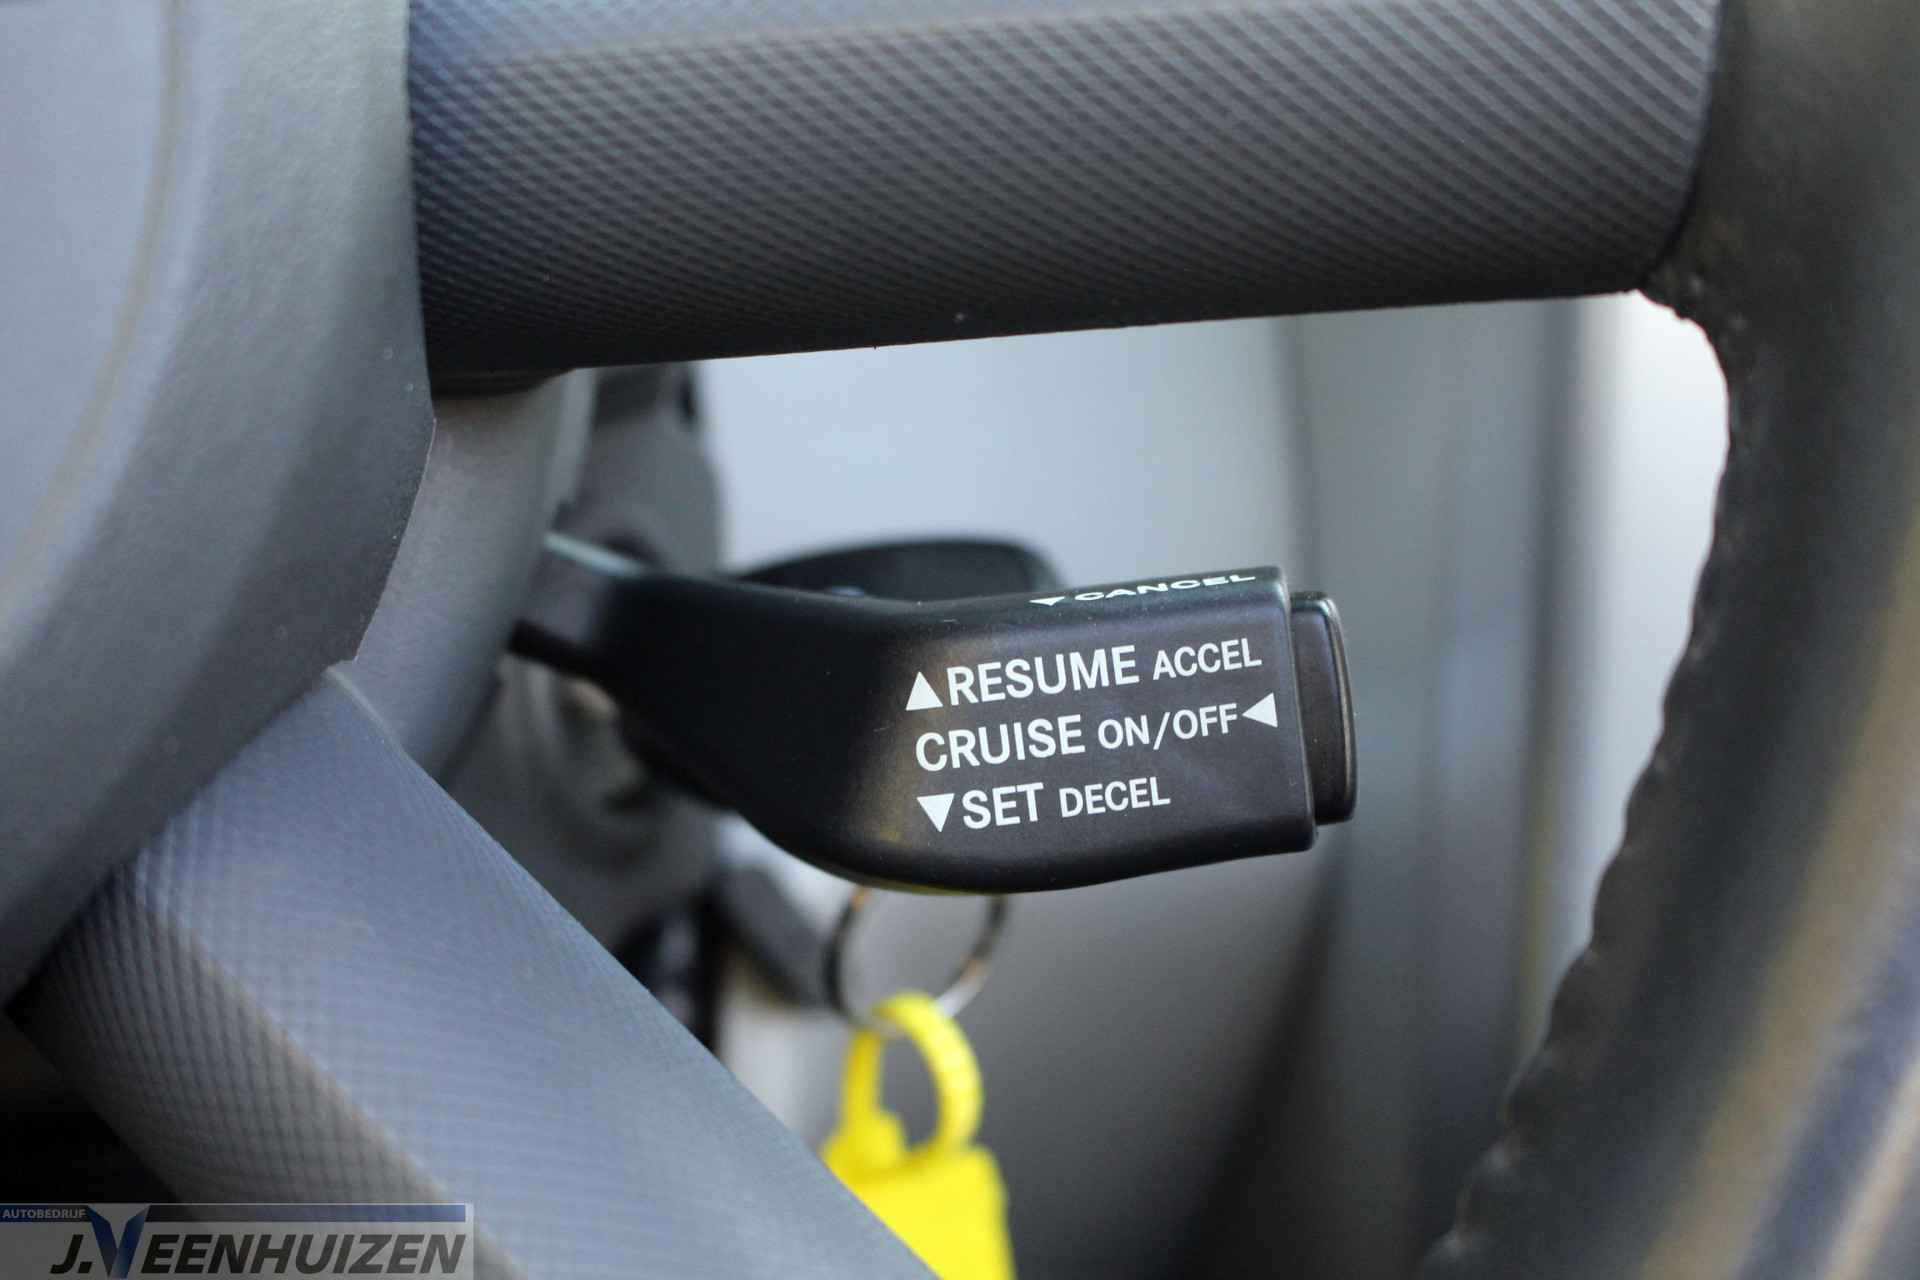 ▼CANCEL
▲RESUME ACCEL
CRUISE ON/OFF◀
▼SET DECEL
AUTOBEDRIJF
J.VEENHUIZEN